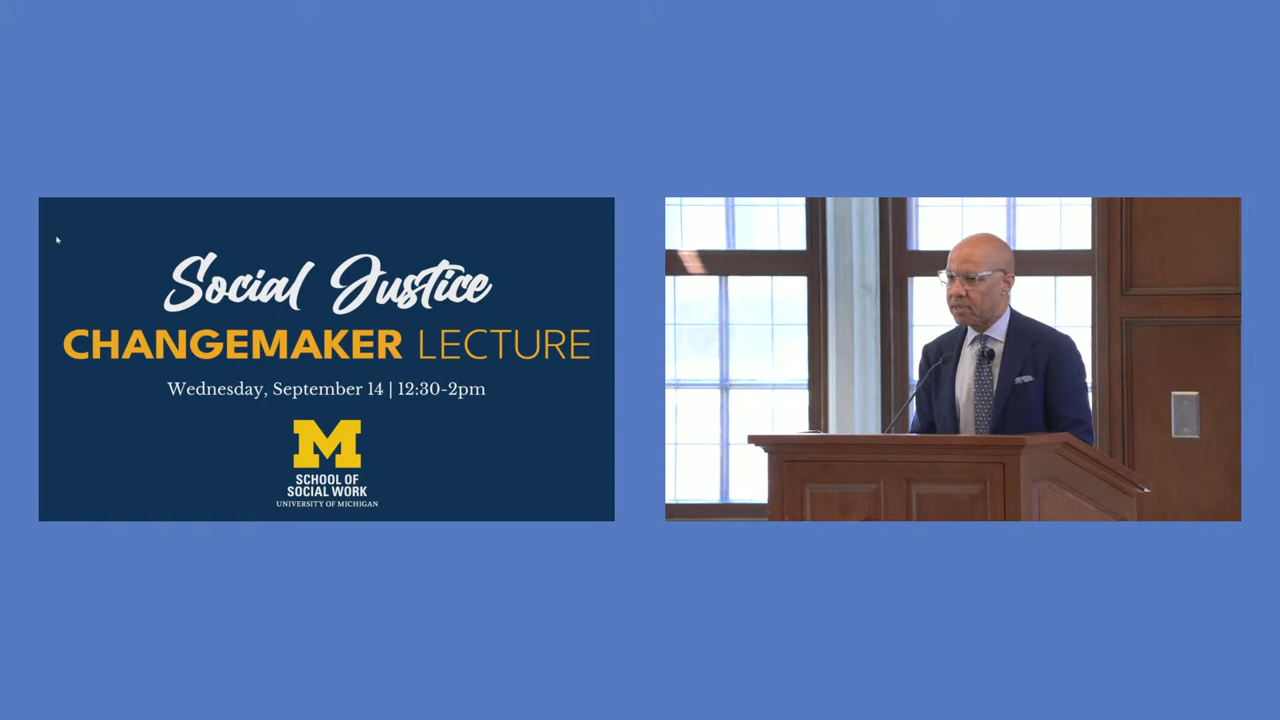 Social Justice
CHANGEMAKER LECTURE
Wednesday, September 14 | 12:30-2pm
M
SCHOOL OF
SOCIAL WORK
UNIVERSITY OF MICHIGAN